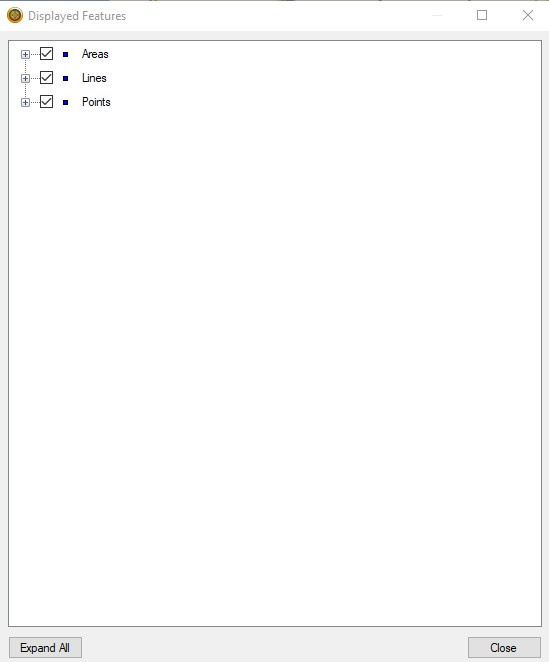 Displayed Features
Areas
Lines
Points
Expand All
Close